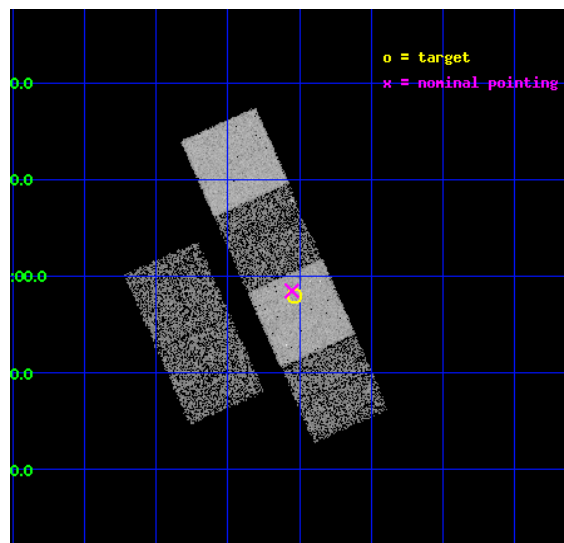 o = target
x = nominal pointing
0.0
0.0
:00.0
0.0
0.0